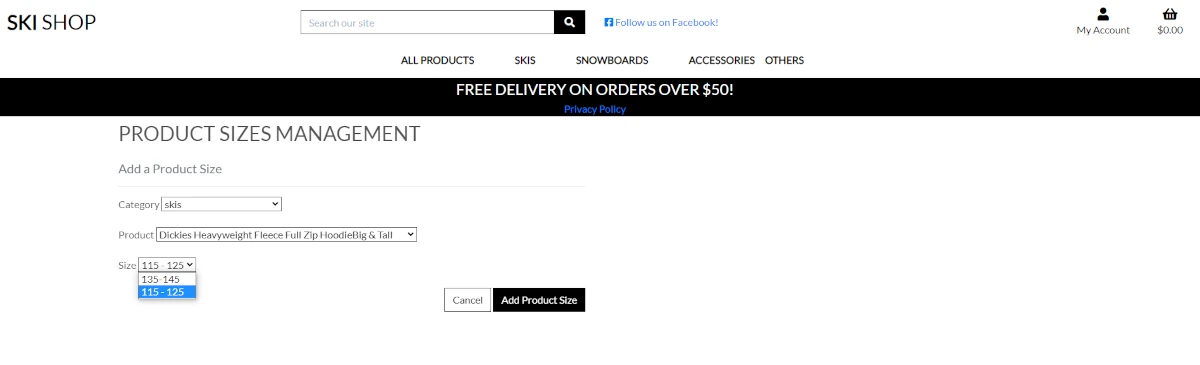 SKI SHOP
Search our site
Follow us on Facebook!
My Account
$0.00
ALL PRODUCTS SKIS SNOWBOARDS ACCESSORIES OTHERS
FREE DELIVERY ON ORDERS OVER $50!
Privacy Policy
PRODUCT SIZES MANAGEMENT
Add a Product Size
Category skis
Product Dickies Heavyweight Fleece Full Zip HoodieBig & Tall
Size 115 - 125
135-145
115 - 125
Cancel Add Product Size